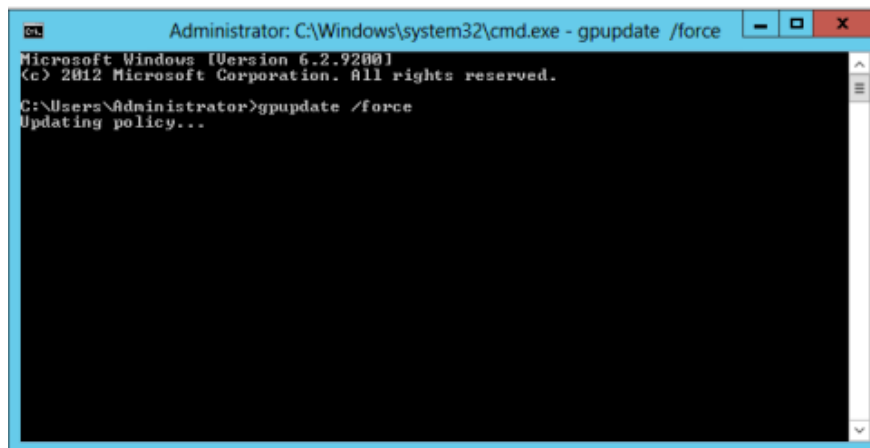 Administrator: C:\Windows\system32\cmd.exe - gpupdate /force
Microsoft Windows [Version 6.2.9200]
(c) 2012 Microsoft Corporation. All rights reserved.
C:\Users\Administrator>gpupdate /force
Updating policy...